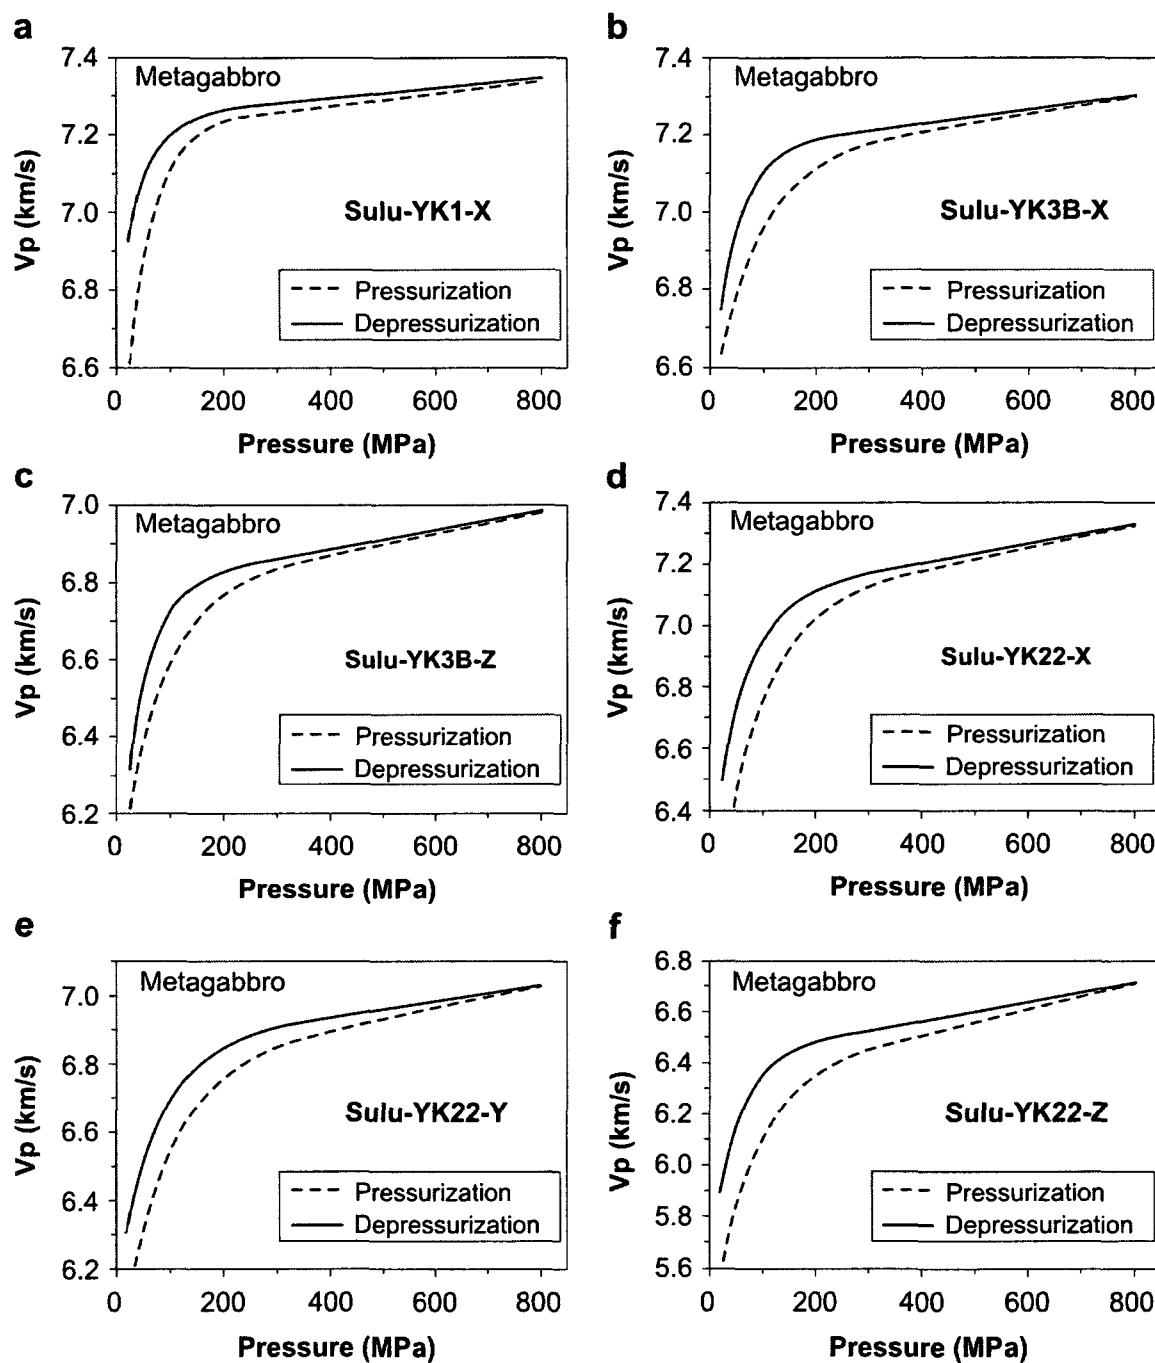 a
7.4
7.2
7.0
6.8
6.6
Vp (km/s)
Metagabbro
Sulu-YK1-X
Pressurization
Depressurization
0 200 400 600 800
Pressure (MPa)
b
7.4
7.2
7.0
6.8
6.6
Vp (km/s)
Metagabbro
Sulu-YK3B-X
Pressurization
Depressurization
0 200 400 600 800
Pressure (MPa)
c
7.0
6.8
6.6
6.4
6.2
Vp (km/s)
Metagabbro
Sulu-YK3B-Z
Pressurization
Depressurization
0 200 400 600 800
Pressure (MPa)
d
7.4
7.2
7.0
6.8
6.6
6.4
Vp (km/s)
Metagabbro
Sulu-YK22-X
Pressurization
Depressurization
0 200 400 600 800
Pressure (MPa)
e
7.0
6.8
6.6
6.4
6.2
Vp (km/s)
Metagabbro
Sulu-YK22-Y
Pressurization
Depressurization
0 200 400 600 800
Pressure (MPa)
f
6.8
6.6
6.4
6.2
6.0
5.8
5.6
Vp (km/s)
Metagabbro
Sulu-YK22-Z
Pressurization
Depressurization
0 200 400 600 800
Pressure (MPa)